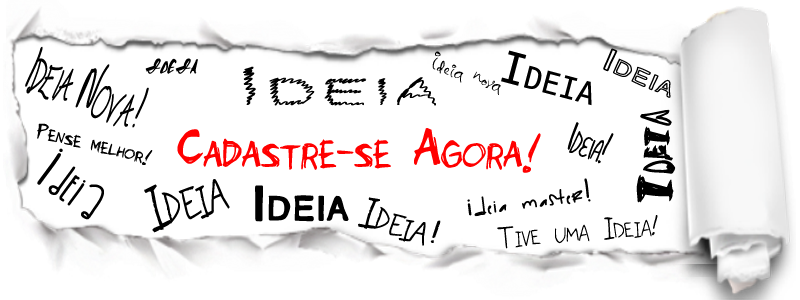 Ideia Nova!
Ideia
Ideia
ideia nova
Ideia
Ideia
Pense melhor!
Cadastre-se Agora!
Ideia!
Ideia
ideia
Ideia
Ideia
Ideia!
ideia master!
Tive uma Ideia!